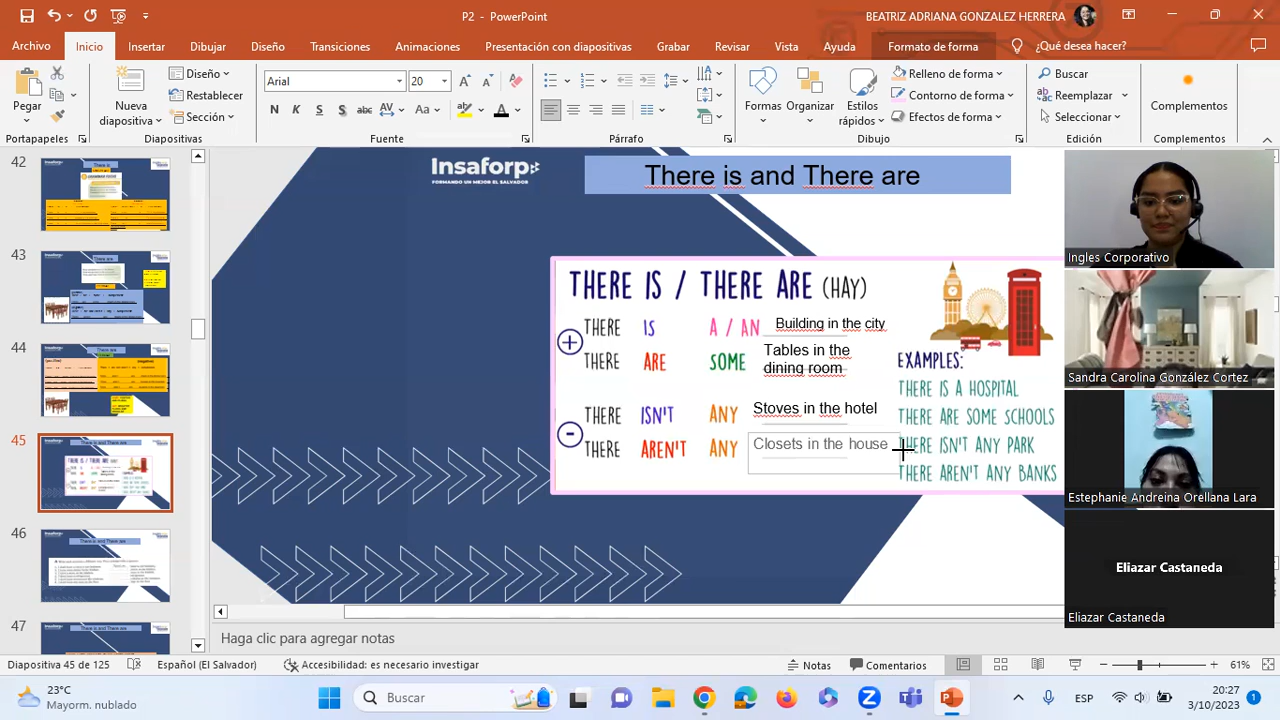 P2 - PowerPoint
BEATRIZ ADRIANA GONZALEZ HERRERA
Archivo Inicio Insertar Dibujar Diseño Transiciones Animaciones Presentación con diapositivas Grabar Revisar Vista Ayuda Formato de forma ¿Qué desea hacer?
Pegar
Portapapeles
Nueva diapositiva
Diseño
Restablecer
Sección
Diapositivas
Arial 20
N K S S abc AV Aa A
Fuente
Párrafo
Formas
Organizar
Estilos rápidos
Relleno de forma
Contorno de forma
Efectos de forma
Dibujo
Buscar
Reemplazar
Seleccionar
Edición
Complementos
Complementos
42
43
44
45
46
47
Insaforp
FORMANDO UN MEJOR EL SALVADOR
There is and There are
THERE IS / THERE ARE (HAY)
THERE IS A / AN Building in the city
THERE ARE SOME Tables in the
dining room
THERE ISN'T ANY Stoves in the hotel
THERE AREN'T ANY Closets in the house
EXAMPLES:
THERE IS A HOSPITAL
THERE ARE SOME SCHOOLS
THERE ISN'T ANY PARK
THERE AREN'T ANY BANKS
Ingles Corporativo
Sandra Carolina González Cortez
Estephanie Andreina Orellana Lara
Eliazar Castaneda
Eliazar Castaneda
Haga clic para agregar notas
Diapositiva 45 de 125 Español (El Salvador) Accesibilidad: es necesario investigar Notas Comentarios 61%
23°C
Mayorm. nublado
Buscar
ESP
20:27
3/10/2023
1